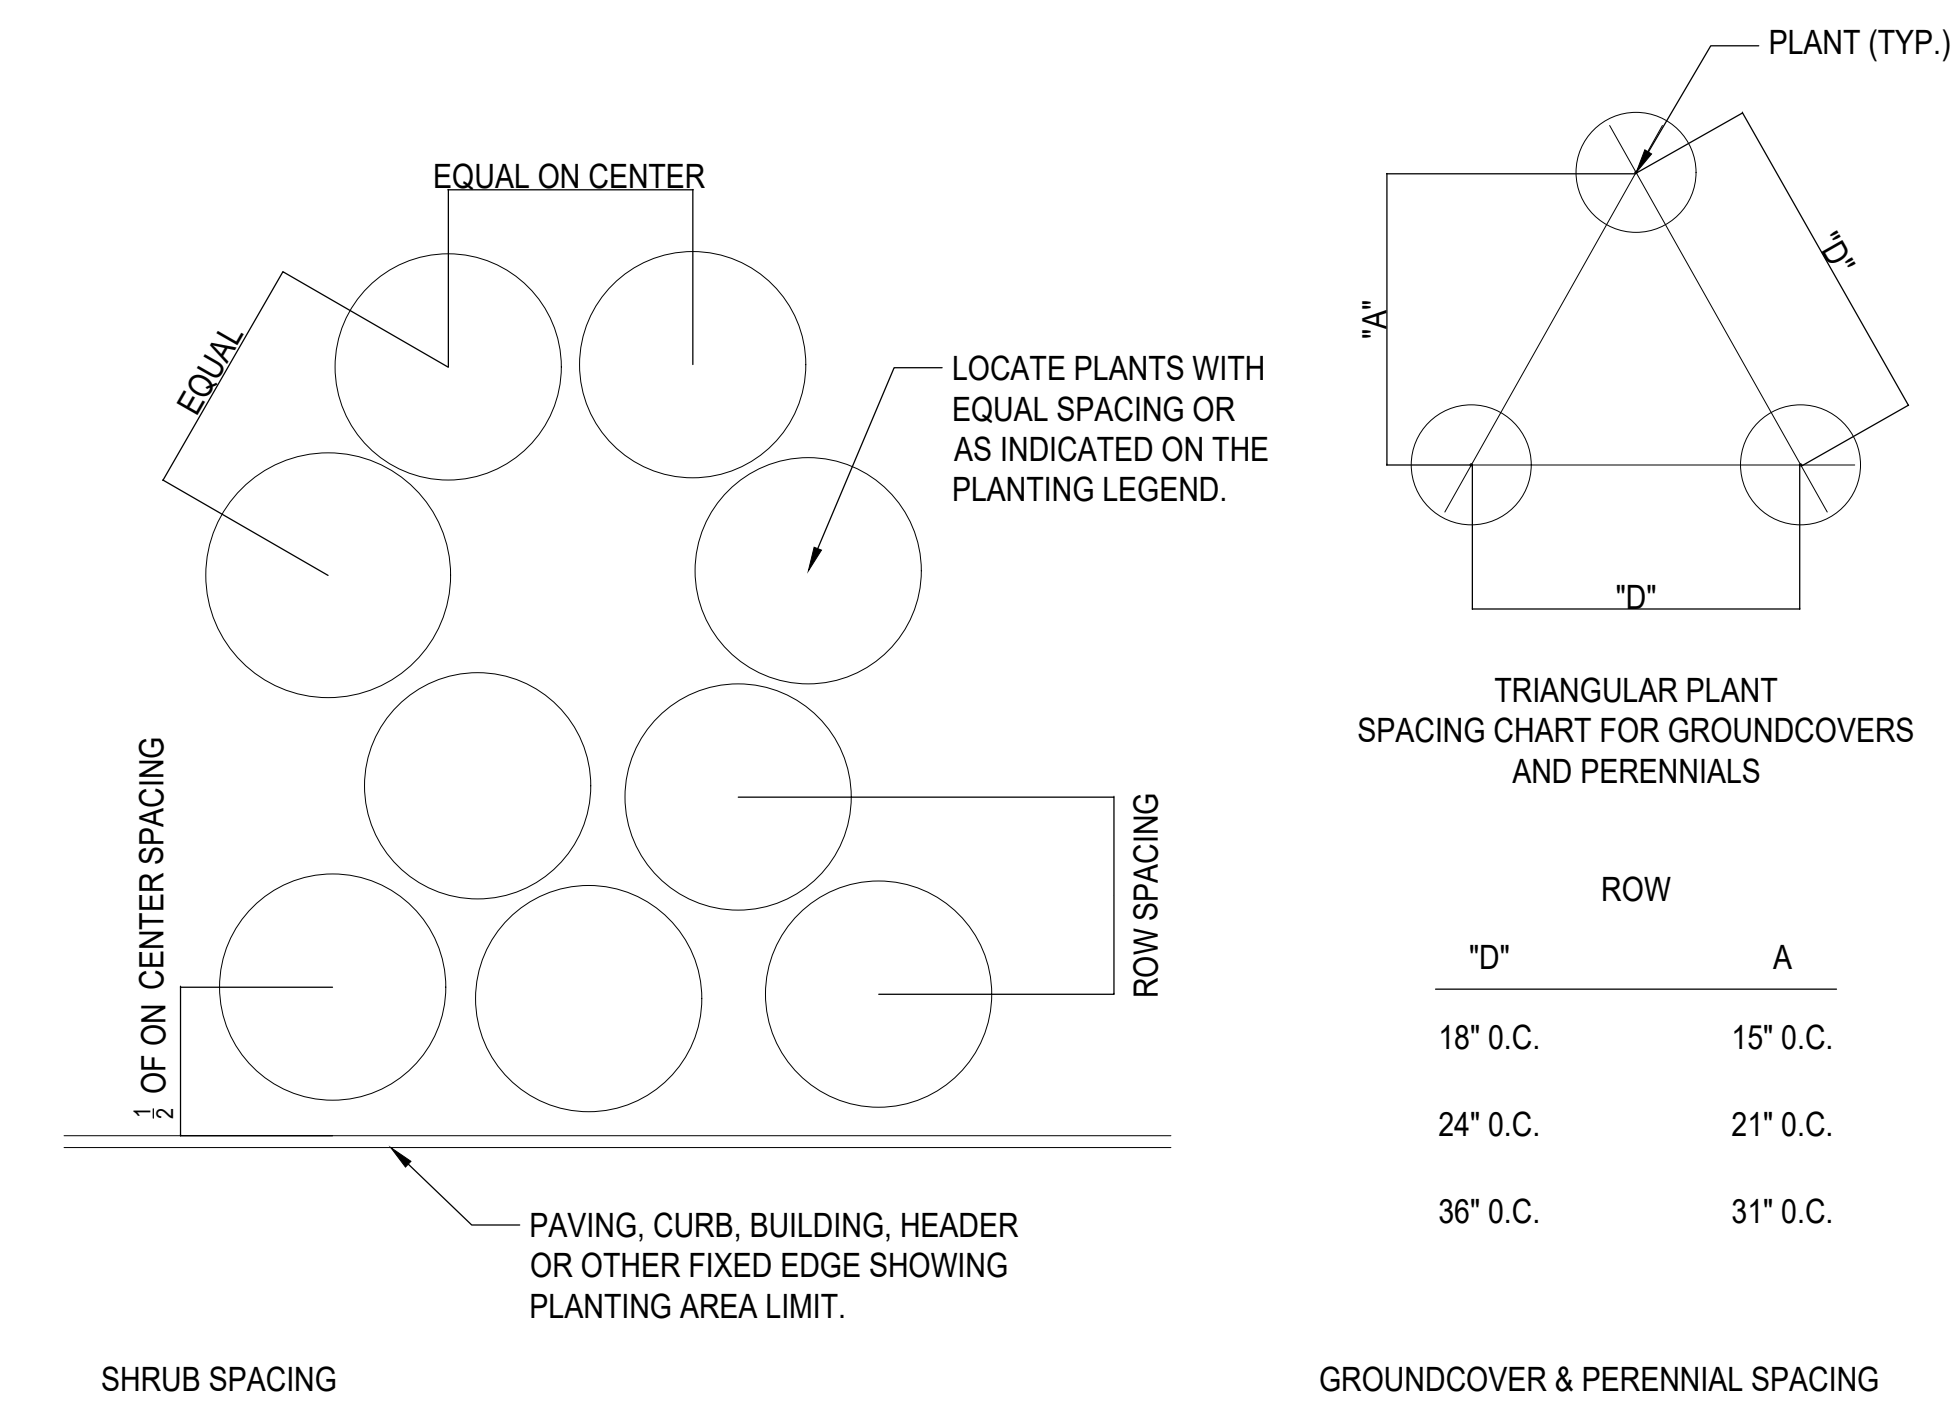 PLANT (TYP.)
EQUAL ON CENTER
EQUAL
LOCATE PLANTS WITH
EQUAL SPACING OR
AS INDICATED ON THE
PLANTING LEGEND.
"A"
"D"
"D"
TRIANGULAR PLANT
SPACING CHART FOR GROUNDCOVERS
AND PERENNIALS
1/2 OF ON CENTER SPACING
ROW SPACING
ROW
"D" A
18" 0.C. 15" 0.C.
24" 0.C. 21" 0.C.
36" 0.C. 31" 0.C.
PAVING, CURB, BUILDING, HEADER
OR OTHER FIXED EDGE SHOWING
PLANTING AREA LIMIT.
SHRUB SPACING
GROUNDCOVER & PERENNIAL SPACING